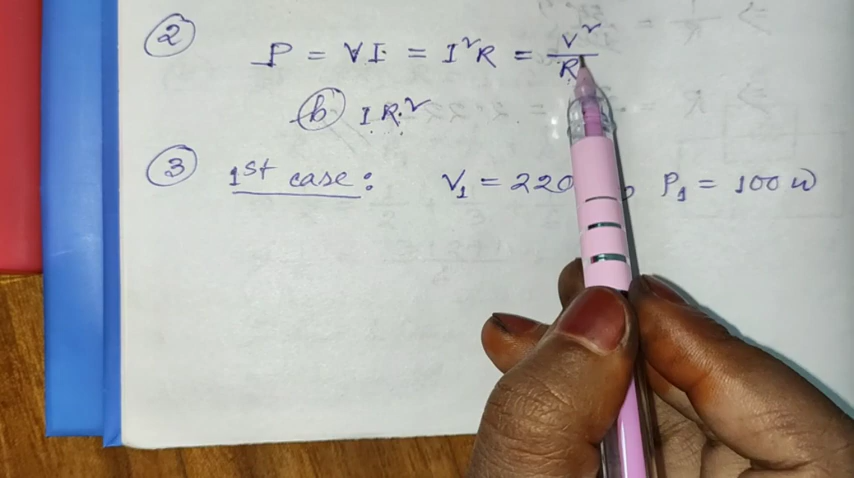 ② P = VI = I²R = V²/R
ⓑ IR²
③ 1st case: V₁ = 220 , P₁ = 100 W